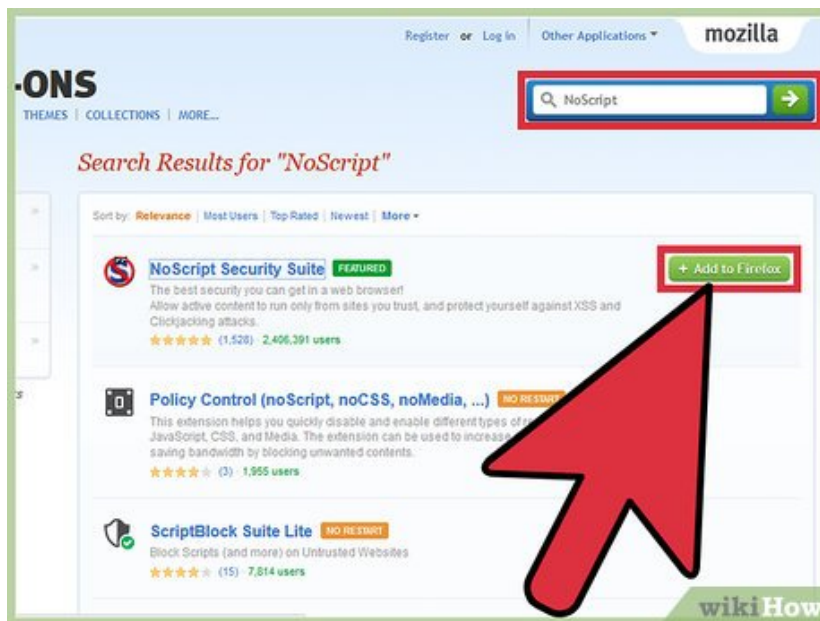 Register or Log in Other Applications mozilla
-ONS
THEMES | COLLECTIONS | MORE...
NoScript
Search Results for "NoScript"
Sort by: Relevance | Most Users | Top Rated | Newest | More
NoScript Security Suite FEATURED
+ Add to Firefox
The best security you can get in a web browser!
Allow active content to run only from sites you trust, and protect yourself against XSS and
Clickjacking attacks.
(1,528) 2,406,391 users
Policy Control (noScript, noCSS, noMedia, ...) NO RESTART
This extension helps you quickly disable and enable different types of
JavaScript, CSS, and Media. The extension can be used to increase
saving bandwidth by blocking unwanted contents.
(3) 1,955 users
ScriptBlock Suite Lite NO RESTART
Block Scripts (and more) on Untrusted Websites
(15) 7,814 users
wikiHow